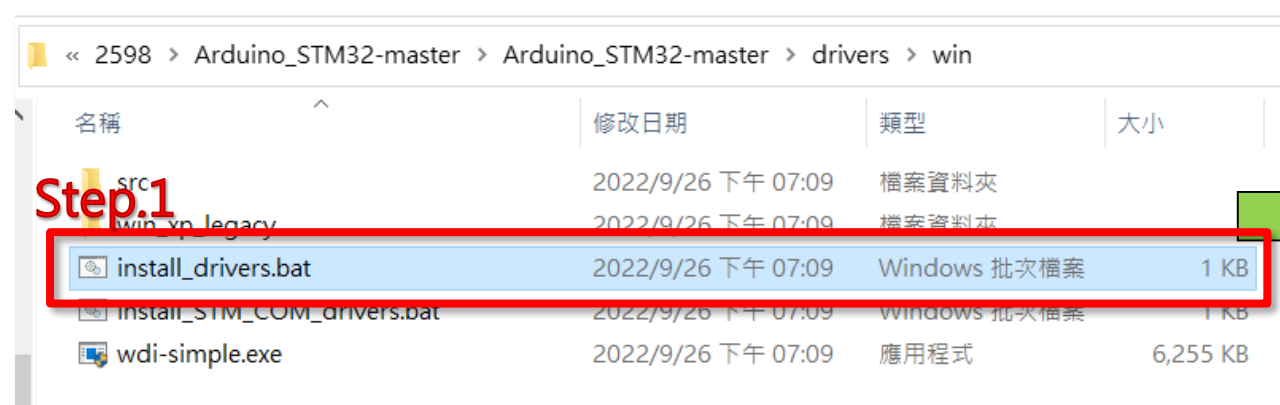 « 2598 > Arduino_STM32-master > Arduino_STM32-master > drivers > win
名稱 修改日期 類型 大小
src 2022/9/26 下午 07:09 檔案資料夾
Step.1
win_xp_legacy 2022/9/26 下午 07:09 檔案資料夾
install_drivers.bat 2022/9/26 下午 07:09 Windows 批次檔案 1 KB
install_STM_COM_drivers.bat 2022/9/26 下午 07:09 Windows 批次檔案 1 KB
wdi-simple.exe 2022/9/26 下午 07:09 應用程式 6,255 KB